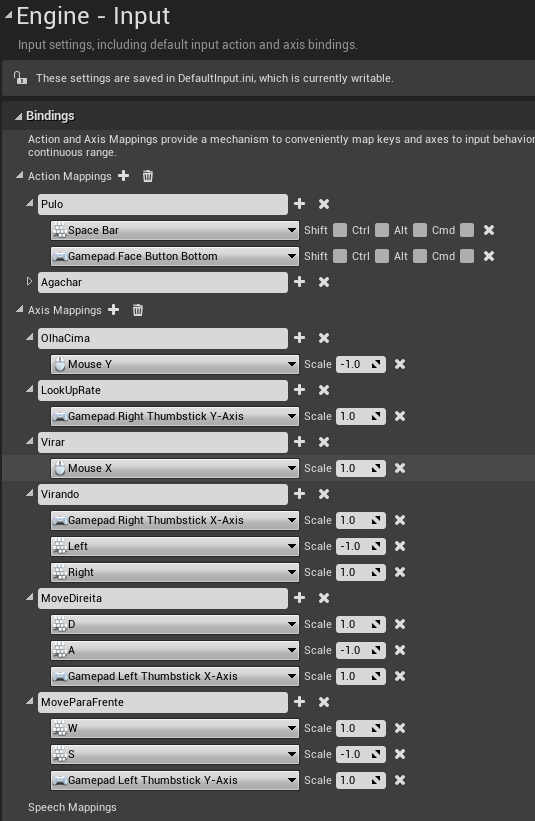 Engine - Input
Input settings, including default input action and axis bindings.
These settings are saved in DefaultInput.ini, which is currently writable.
Bindings
Action and Axis Mappings provide a mechanism to conveniently map keys and axes to input behavior
continuous range.
Action Mappings
Pulo
Space Bar Shift Ctrl Alt Cmd
Gamepad Face Button Bottom Shift Ctrl Alt Cmd
Agachar
Axis Mappings
OlhaCima
Mouse Y Scale -1.0
LookUpRate
Gamepad Right Thumbstick Y-Axis Scale 1.0
Virar
Mouse X Scale 1.0
Virando
Gamepad Right Thumbstick X-Axis Scale 1.0
Left Scale -1.0
Right Scale 1.0
MoveDireita
D Scale 1.0
A Scale -1.0
Gamepad Left Thumbstick X-Axis Scale 1.0
MoveParaFrente
W Scale 1.0
S Scale -1.0
Gamepad Left Thumbstick Y-Axis Scale 1.0
Speech Mappings